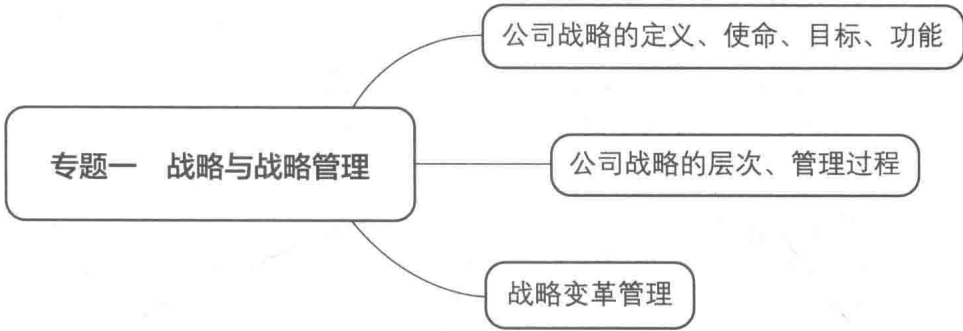 公司战略的定义、使命、目标、功能
专题一 战略与战略管理
公司战略的层次、管理过程
战略变革管理